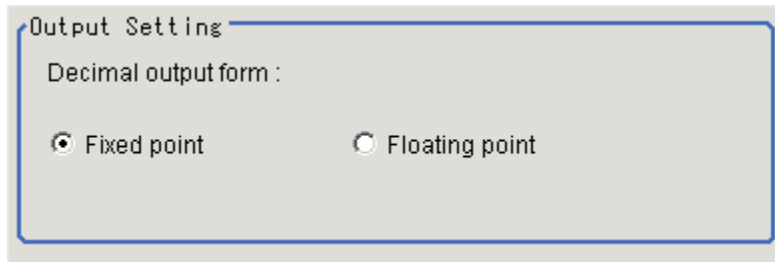 Output Setting
Decimal output form :
Fixed point Floating point